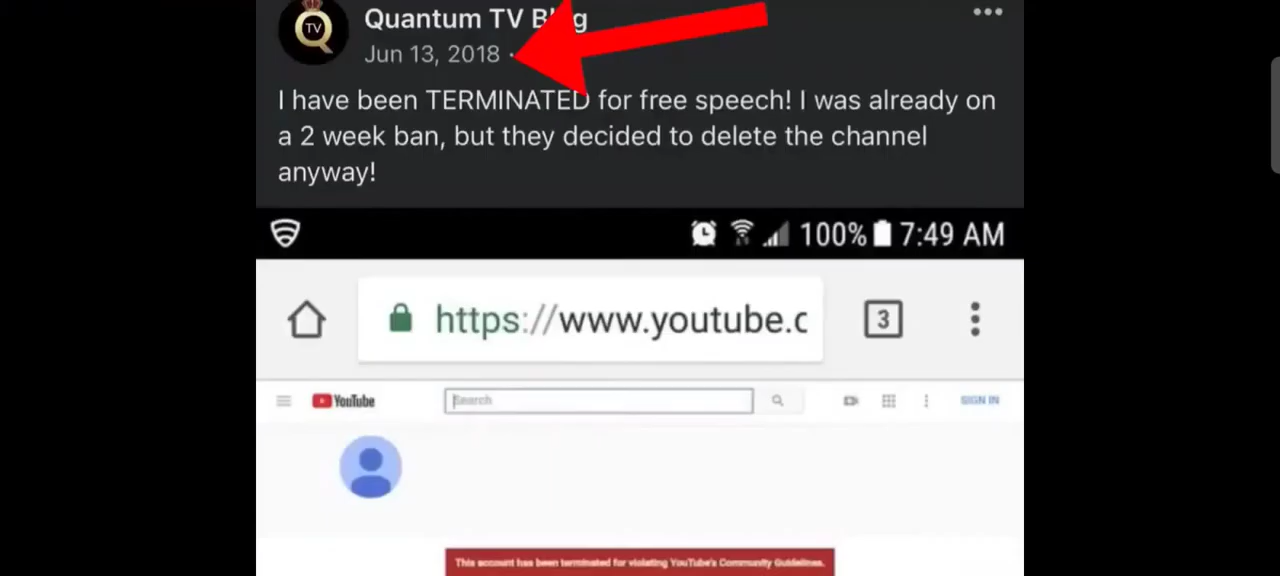 TV
Quantum TV Blog
Jun 13, 2018 ·
I have been TERMINATED for free speech! I was already on
a 2 week ban, but they decided to delete the channel
anyway!
100% 7:49 AM
https://www.youtube.c
3
YouTube
Search
SIGN IN
This account has been terminated for violating YouTube's Community Guidelines.